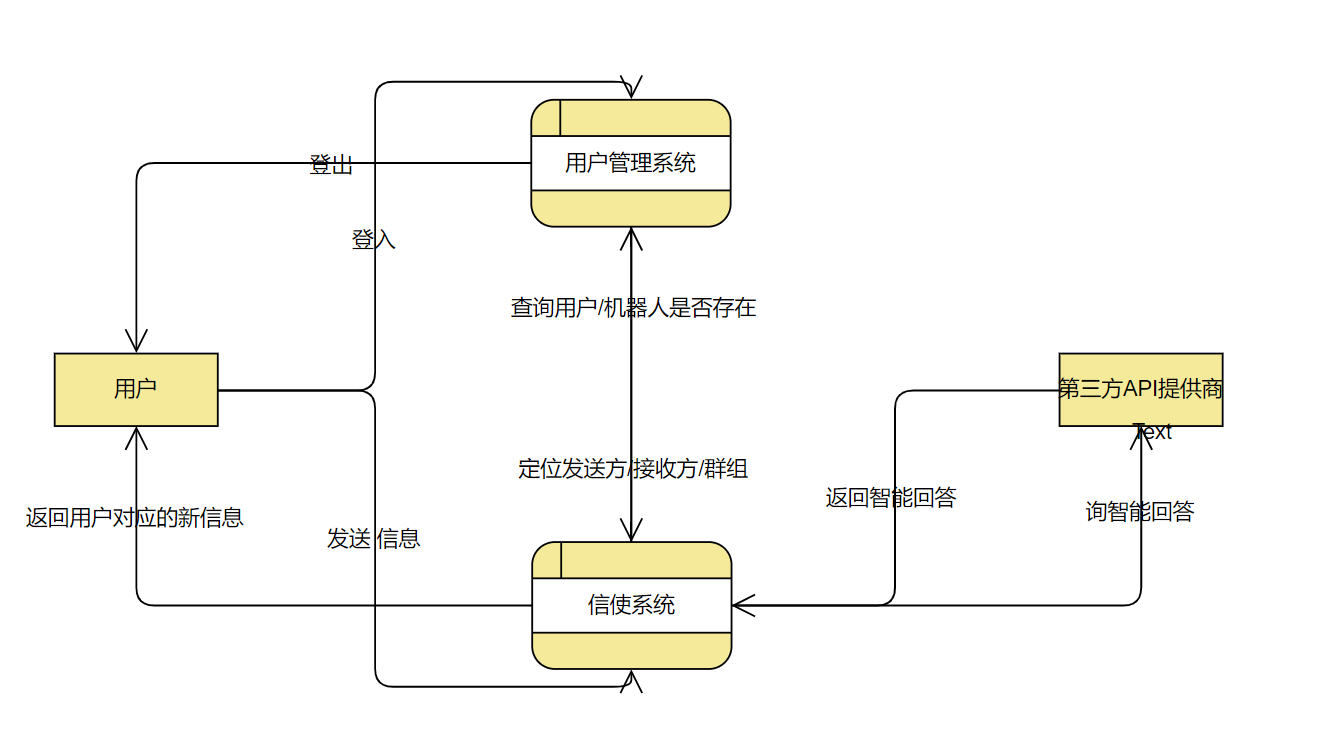 登出
用户管理系统
登入
查询用户/机器人是否存在
用户
第三方API提供商
Text
定位发送方/接收方/群组
返回智能回答
询智能回答
返回用户对应的新信息
发送 信息
信使系统